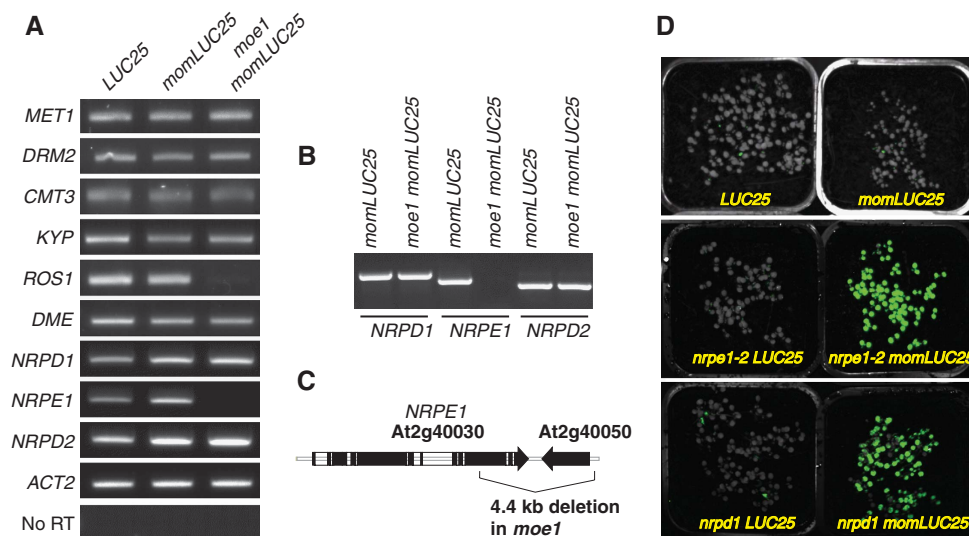 A
LUC25
momLUC25
moe1
momLUC25
MET1
DRM2
CMT3
KYP
ROS1
DME
NRPD1
NRPE1
NRPD2
ACT2
No RT
B
momLUC25
moe1 momLUC25
momLUC25
moe1 momLUC25
momLUC25
moe1 momLUC25
NRPD1 NRPE1 NRPD2
C
NRPE1
At2g40030 At2g40050
4.4 kb deletion
in moe1
D
LUC25 momLUC25
nrpe1-2 LUC25 nrpe1-2 momLUC25
nrpd1 LUC25 nrpd1 momLUC25